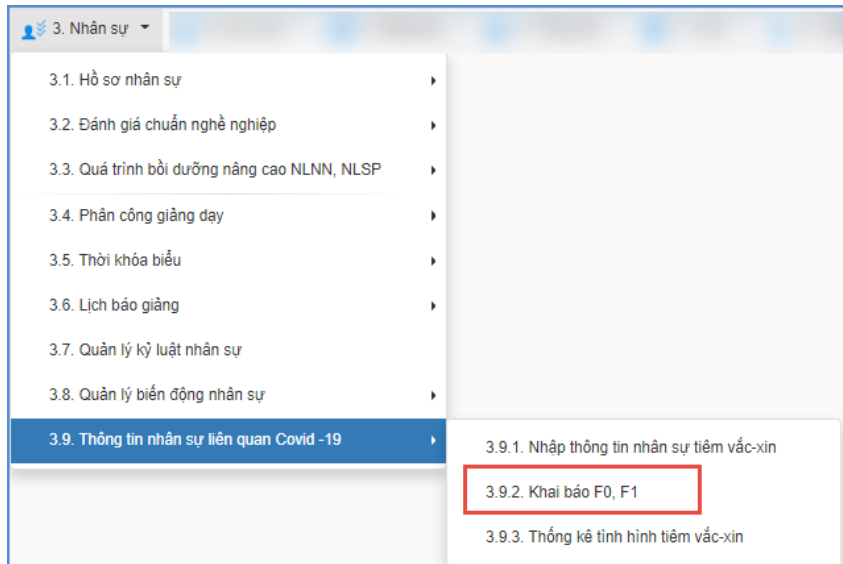 3. Nhân sự
3.1. Hồ sơ nhân sự
3.2. Đánh giá chuẩn nghề nghiệp
3.3. Quá trình bồi dưỡng nâng cao NLNN, NLSP
3.4. Phân công giảng dạy
3.5. Thời khóa biểu
3.6. Lịch báo giảng
3.7. Quản lý kỷ luật nhân sự
3.8. Quản lý biến động nhân sự
3.9. Thông tin nhân sự liên quan Covid -19
3.9.1. Nhập thông tin nhân sự tiêm vắc-xin
3.9.2. Khai báo F0, F1
3.9.3. Thống kê tình hình tiêm vắc-xin